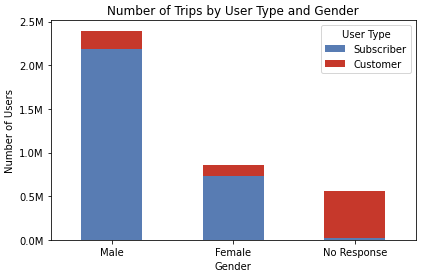 Number of Trips by User Type and Gender
2.5M
2.0M
1.5M
1.0M
0.5M
0.0M
Number of Users
User Type
Subscriber
Customer
Male
Female
No Response
Gender